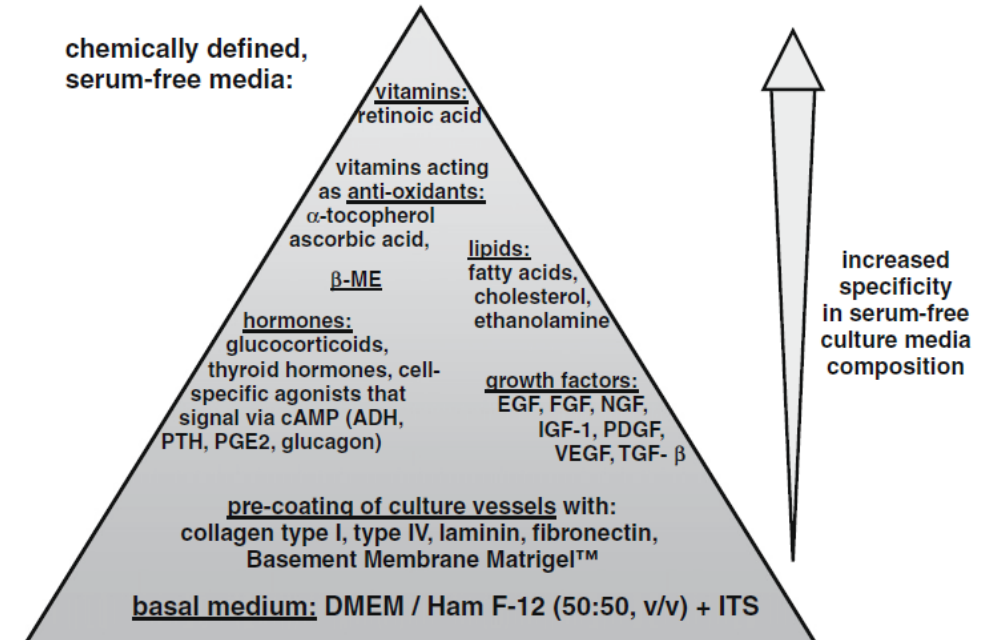 chemically defined,
serum-free media:
vitamins:
retinoic acid
vitamins acting
as anti-oxidants:
α-tocopherol
ascorbic acid,
β-ME
lipids:
fatty acids,
cholesterol,
ethanolamine
hormones:
glucocorticoids,
thyroid hormones, cell-
specific agonists that
signal via cAMP (ADH,
PTH, PGE2, glucagon)
growth factors:
EGF, FGF, NGF,
IGF-1, PDGF,
VEGF, TGF- β
pre-coating of culture vessels with:
collagen type I, type IV, laminin, fibronectin,
Basement Membrane Matrigel™
basal medium: DMEM / Ham F-12 (50:50, v/v) + ITS
increased
specificity
in serum-free
culture media
composition